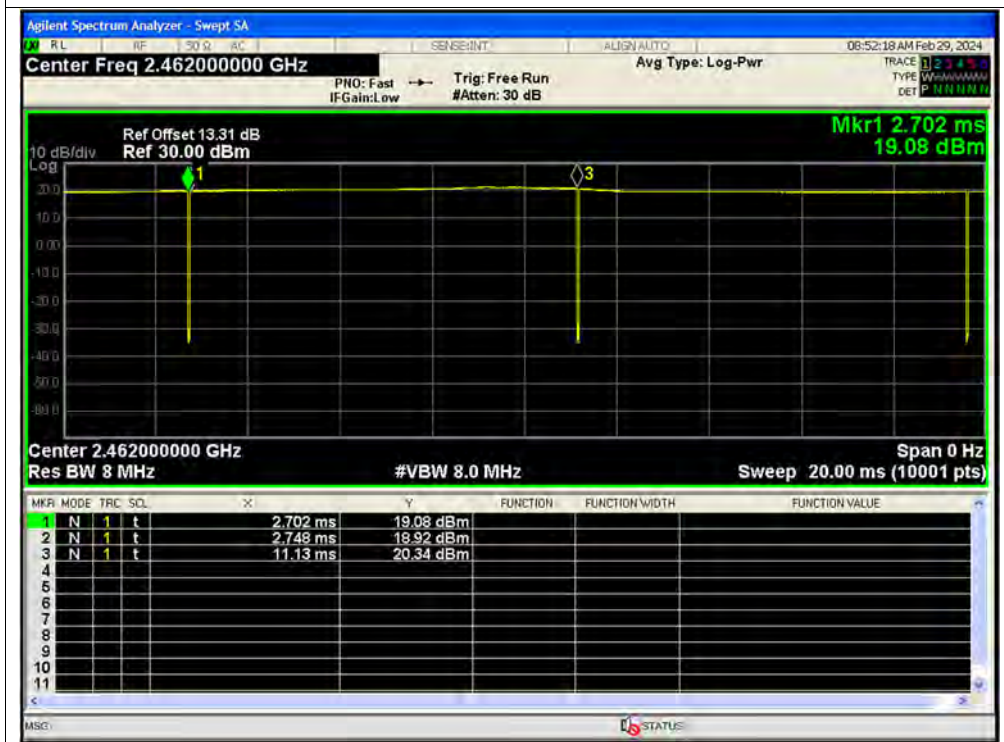 Agilent Spectrum Analyzer - Swept SA
RL RF 50 Ω AC SENSE:INT ALIGN AUTO 08:52:18 AM Feb 29, 2024
Center Freq 2.462000000 GHz
PNO: Fast Trig: Free Run Avg Type: Log-Pwr TRACE 1 2 3 4 5 6
IFGain:Low #Atten: 30 dB TYPE W
DET P N N N N N
Mkr1 2.702 ms
19.08 dBm
Ref Offset 13.31 dB
10 dB/div Ref 30.00 dBm
Log
1
3
20.0
10.0
0.00
-10.0
-20.0
-30.0
-40.0
-50.0
-60.0
Center 2.462000000 GHz Span 0 Hz
Res BW 8 MHz #VBW 8.0 MHz Sweep 20.00 ms (10001 pts)
MKR MODE TRC SCL X Y FUNCTION FUNCTION WIDTH FUNCTION VALUE
1 N 1 t 2.702 ms 19.08 dBm
2 N 1 t 2.748 ms 18.92 dBm
3 N 1 t 11.13 ms 20.34 dBm
4
5
6
7
8
9
10
11
MSG STATUS